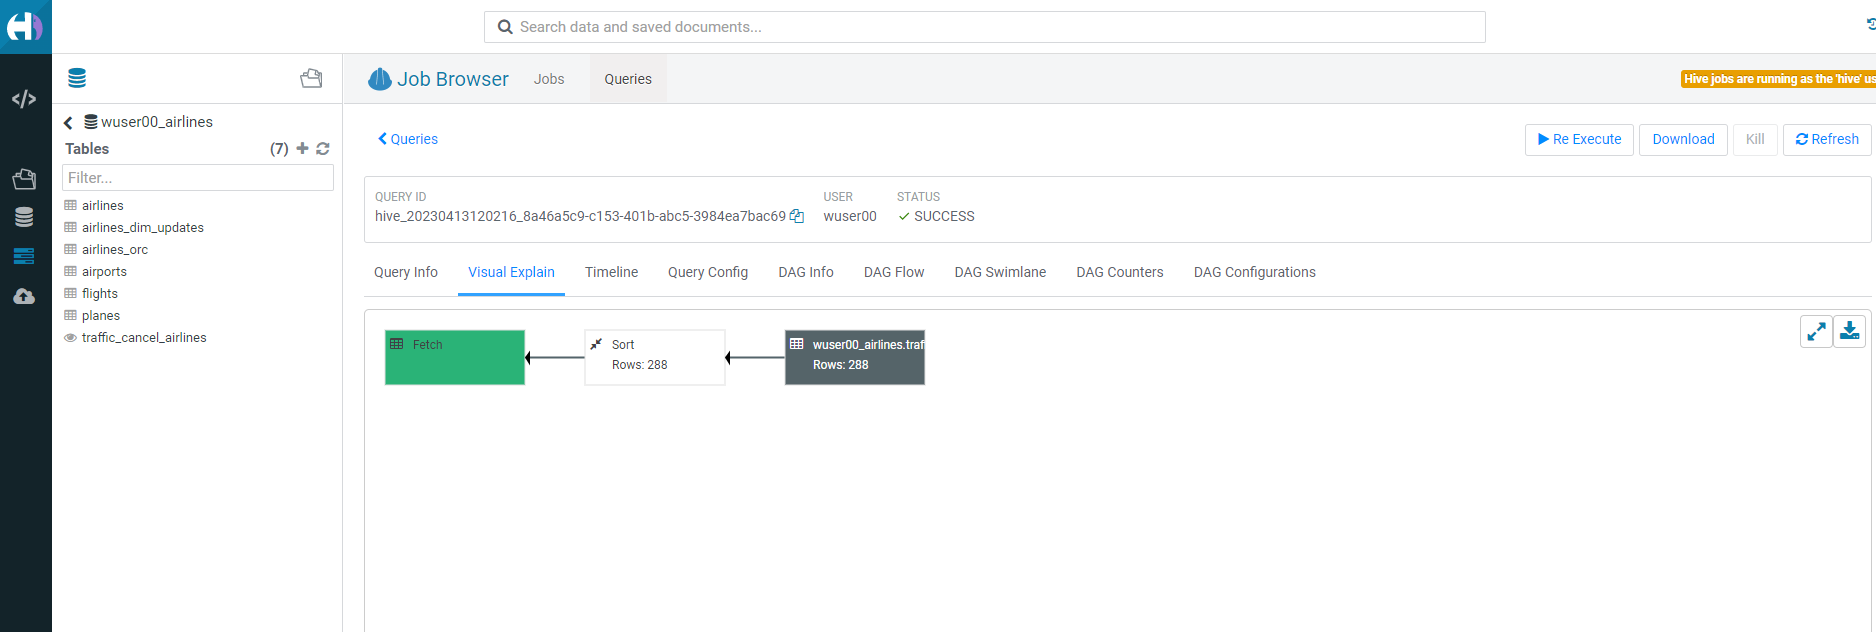 Search data and saved documents...
Job Browser
Jobs
Queries
Hive jobs are running as the 'hive' us
wuser00_airlines
Tables (7)
Filter...
airlines
airlines_dim_updates
airlines_orc
airports
flights
planes
traffic_cancel_airlines
Queries
Re Execute
Download
Kill
Refresh
QUERY ID
hive_20230413120216_8a46a5c9-c153-401b-abc5-3984ea7bac69
USER
wuser00
STATUS
SUCCESS
Query Info
Visual Explain
Timeline
Query Config
DAG Info
DAG Flow
DAG Swimlane
DAG Counters
DAG Configurations
Fetch
Sort
Rows: 288
wuser00_airlines.traf
Rows: 288